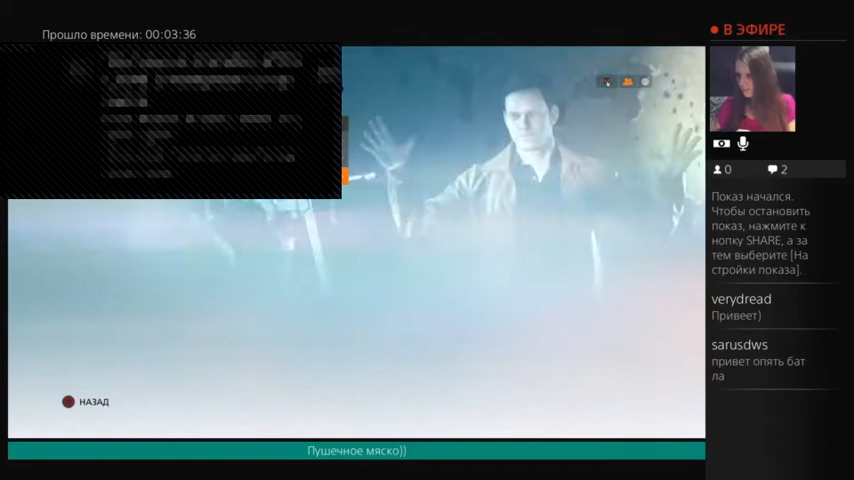 Прошло времени: 00:03:36
В ЭФИРЕ
0
2
Показ начался.
Чтобы остановить
показ, нажмите к
нопку SHARE, а за
тем выберите [На
стройки показа].
verydread
Привеет)
sarusdws
привет опять бат
ла
НАЗАД
Пушечное мяско))